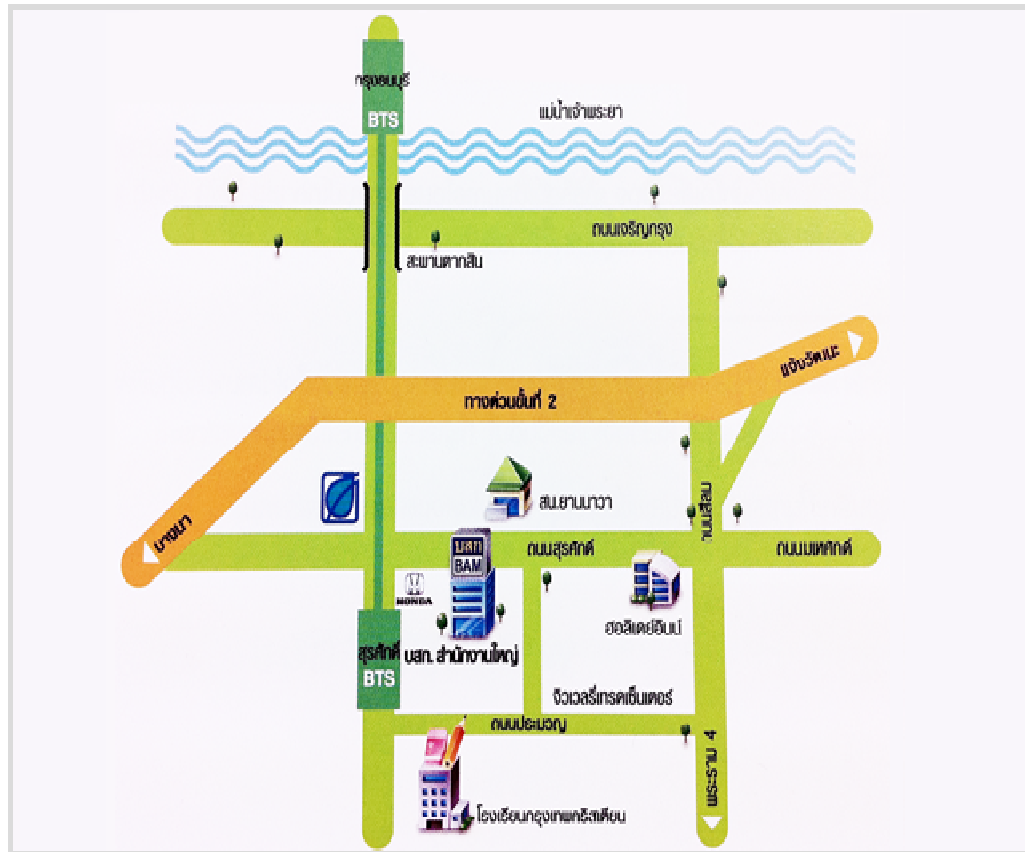 กรุงธนบุรี
BTS
แม่น้ำเจ้าพระยา
ถนนเจริญกรุง
สะพานตากสิน
แจ้งวัฒนะ
ทางด่วนขั้นที่ 2
บางนา
สน.ยานนาวา
ถนนสีลม
บสก
BAM
ถนนสุรศักดิ์
ถนนมเหศักดิ์
HONDA
ฮอลิเดย์อินน์
สุรศักดิ์
BTS
บสก. สำนักงานใหญ่
จิวเวลรี่เทรดเซ็นเตอร์
ถนนประมวญ
พระราม 4
โรงเรียนกรุงเทพคริสเตียน